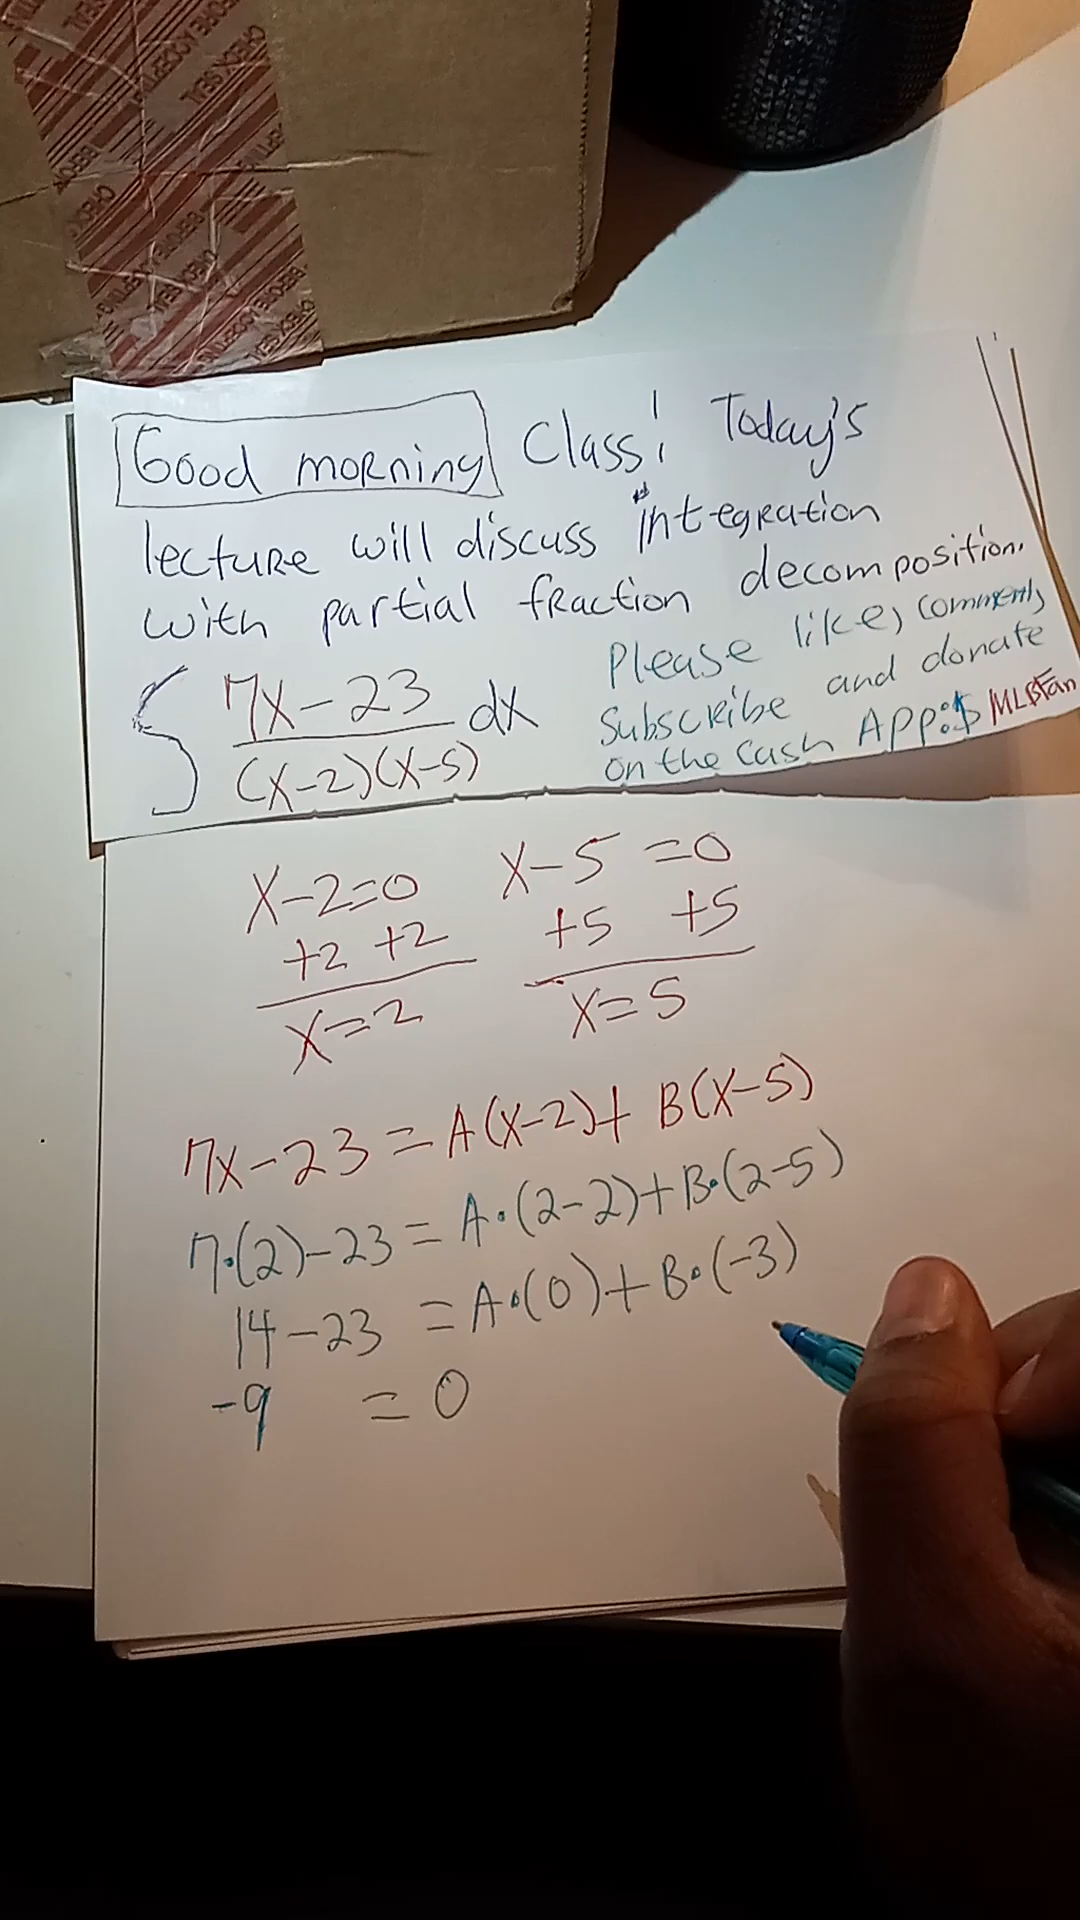 Good morning Class! Today's
lecture will discuss integration
with partial fraction decomposition.
∫ 7x-23 dx
(x-2)(x-5)
Please like, comment,
Subscribe and donate
on the Cash App:$MLBFan
x-2=0
+2 +2
x=2
x-5=0
+5 +5
x=5
7x-23=A(x-2)+B(x-5)
7•(2)-23=A•(2-2)+B•(2-5)
14-23=A•(0)+B•(-3)
-9=0